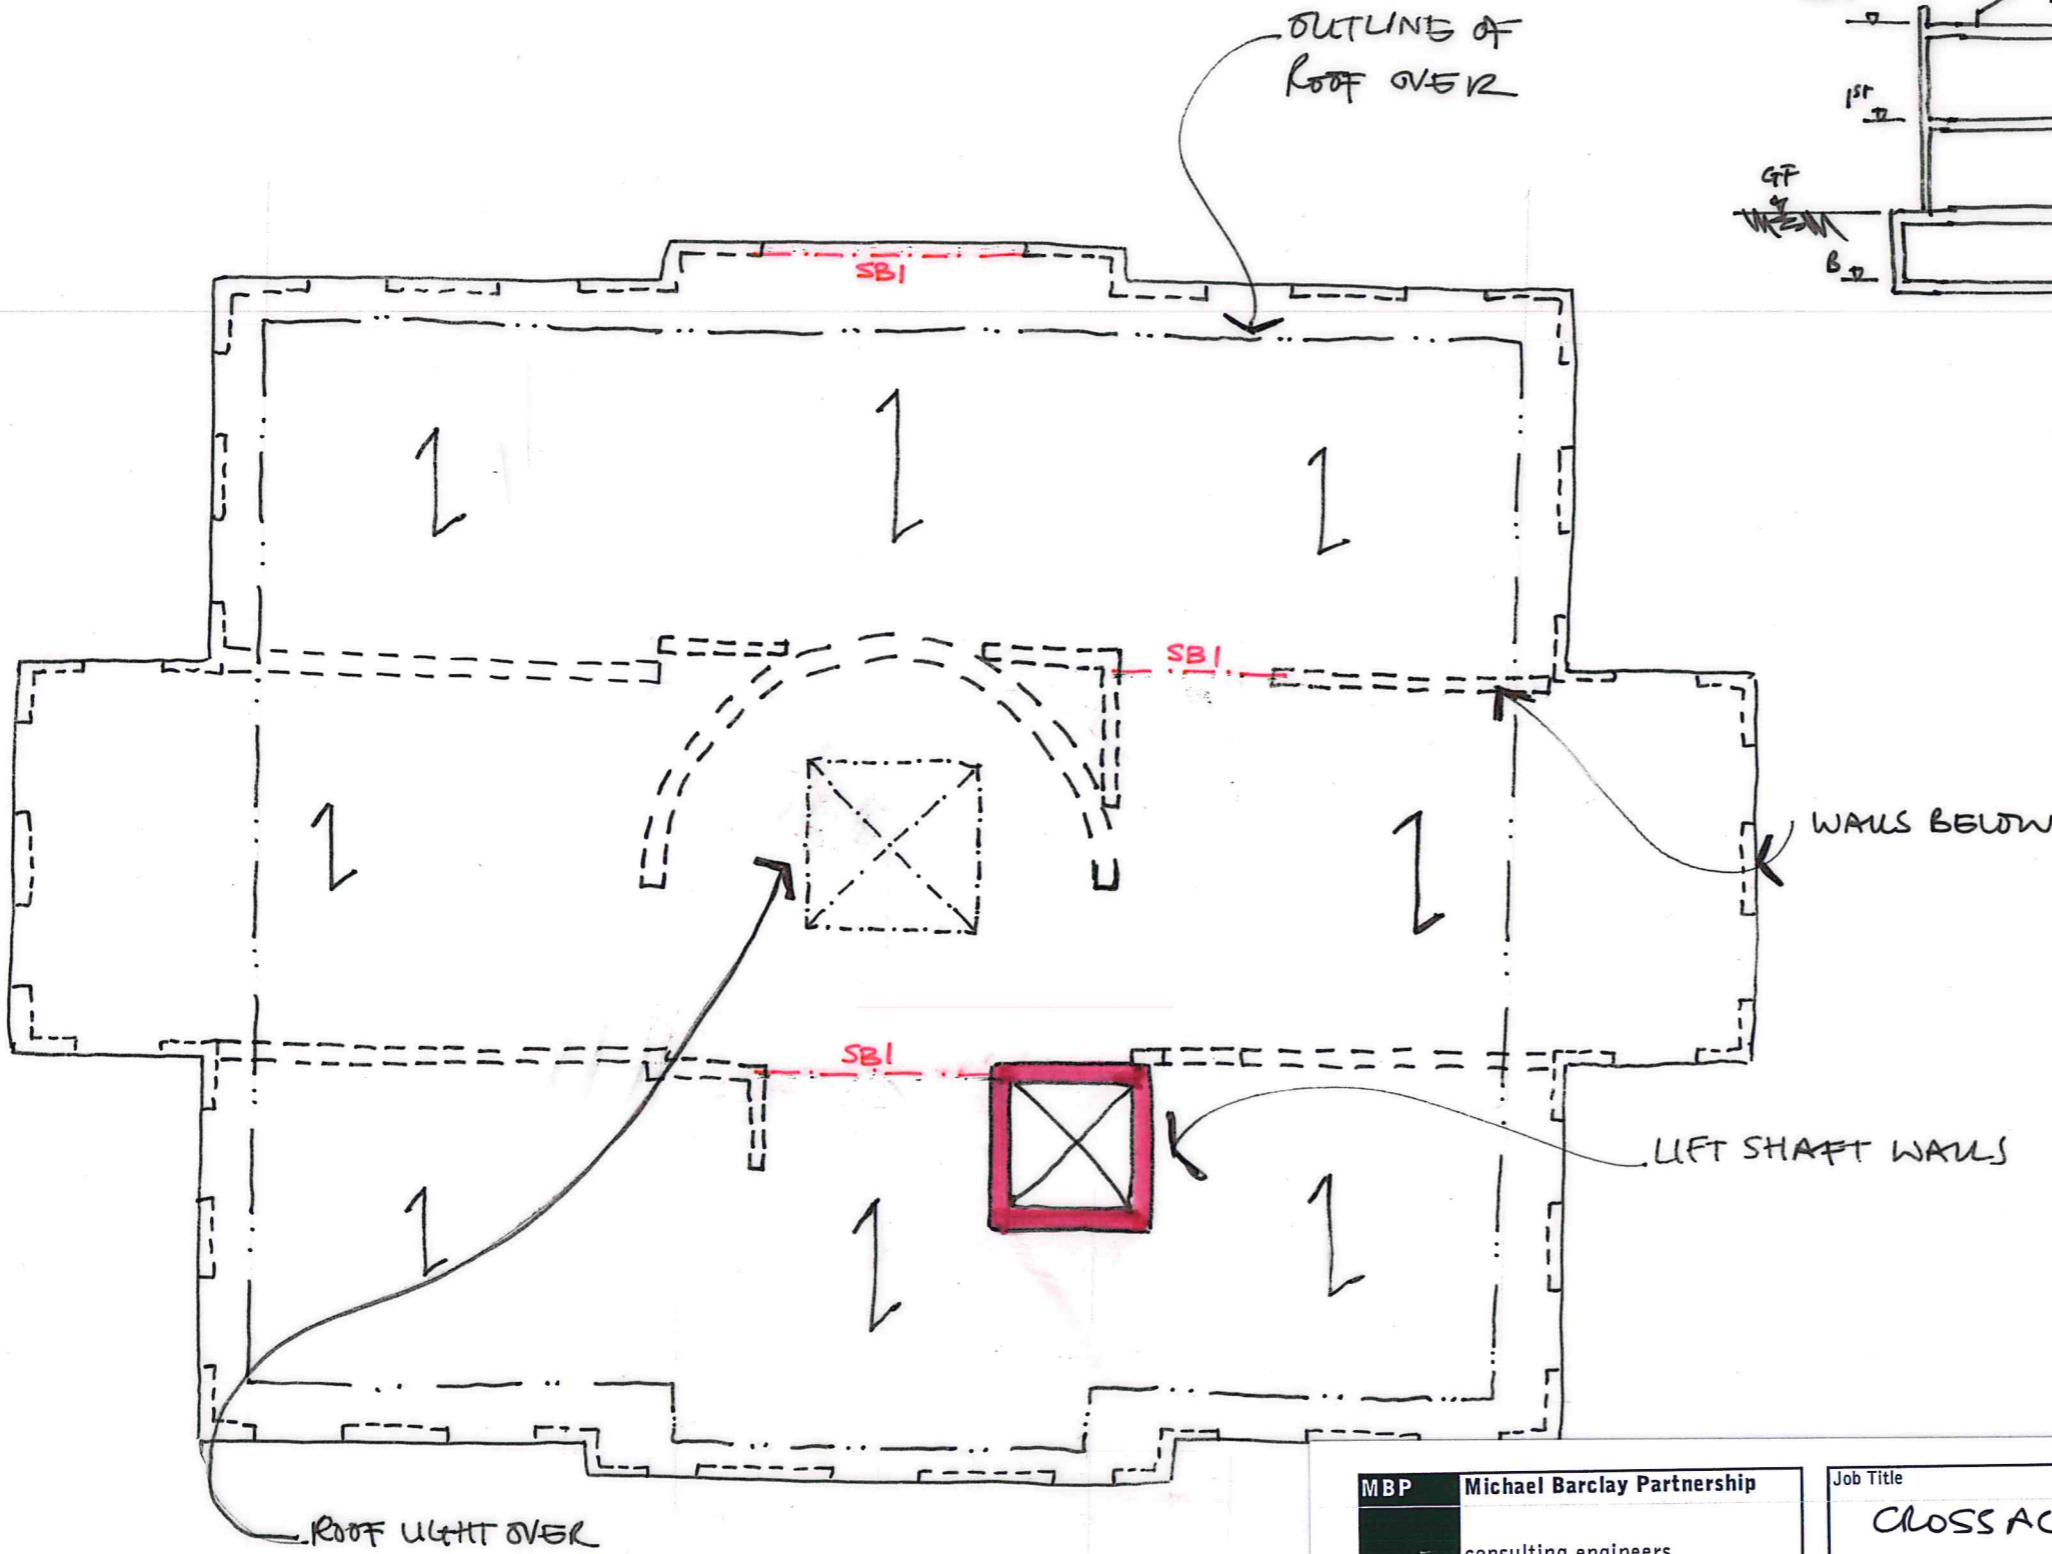 OUTLINE OF
ROOF OVER
1ST
GF
B
SB1
SB1
WALLS BELOW
SB1
LIFT SHAFT WALLS
ROOF LIGHT OVER
MBP
Michael Barclay Partnership
consulting engineers
Job Title
CROSS AC